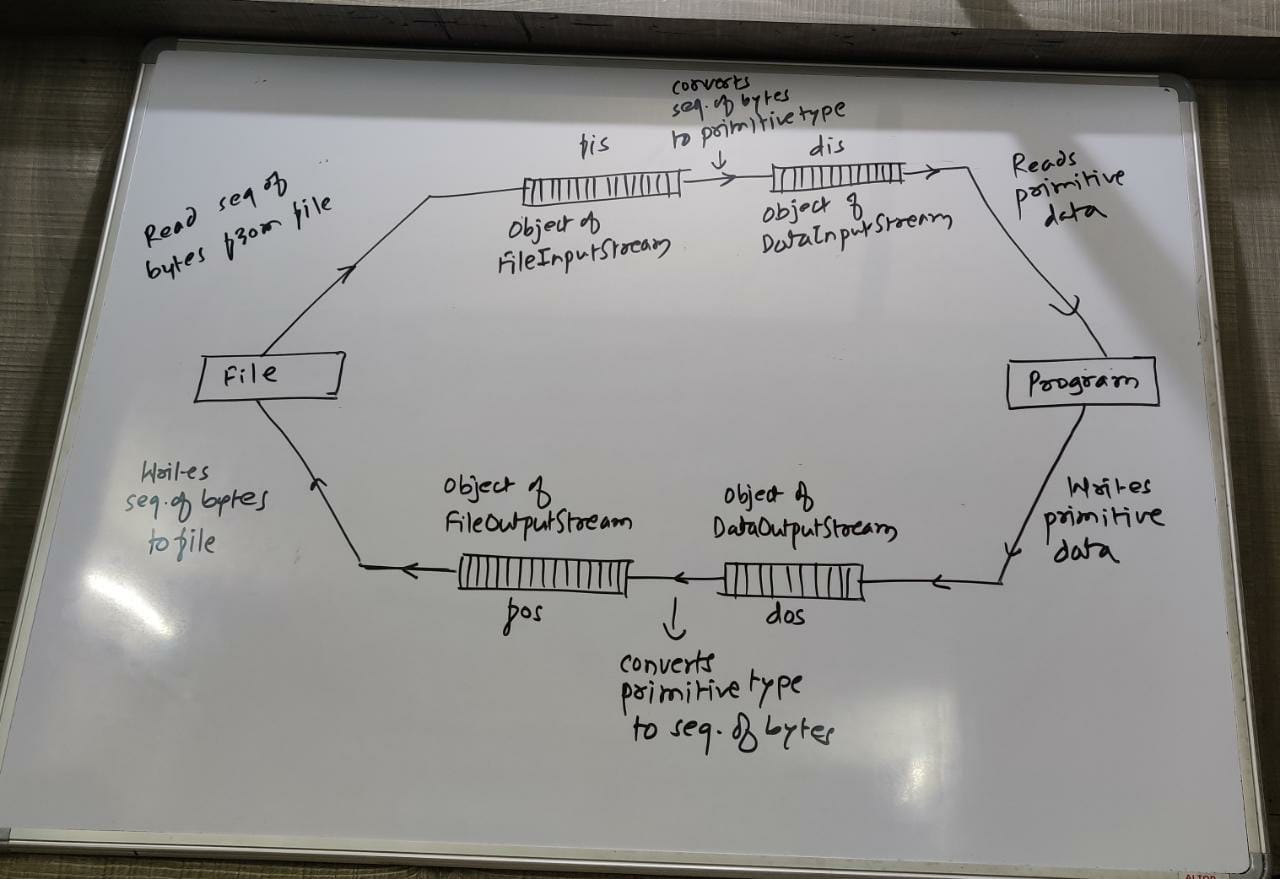 converts
seq. of bytes
to primitive type
fis
dis
Read seq of
bytes from file
Object of
FileInputStream
Object of
DataInputStream
Reads
primitive
data
File
Program
Writes
seq. of bytes
to file
Object of
FileOutputStream
Object of
DataOutputStream
Writes
primitive
data
fos
dos
converts
primitive type
to seq. of bytes